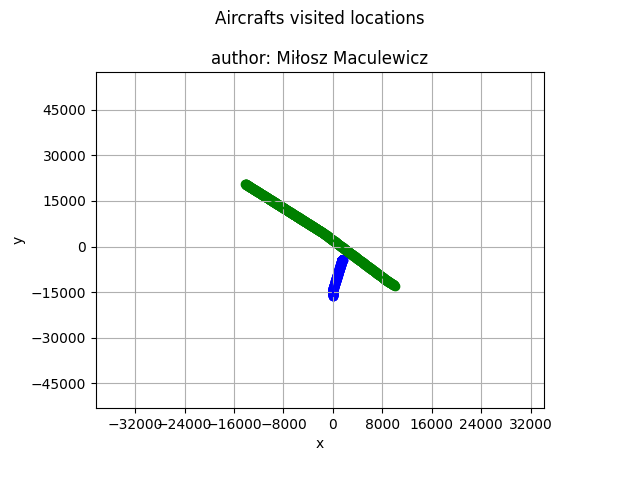 Aircrafts visited locations
author: Miłosz Maculewicz
45000
30000
15000
0
−15000
−30000
−45000
y
−32000 −24000 −16000 −8000 0 8000 16000 24000 32000
x